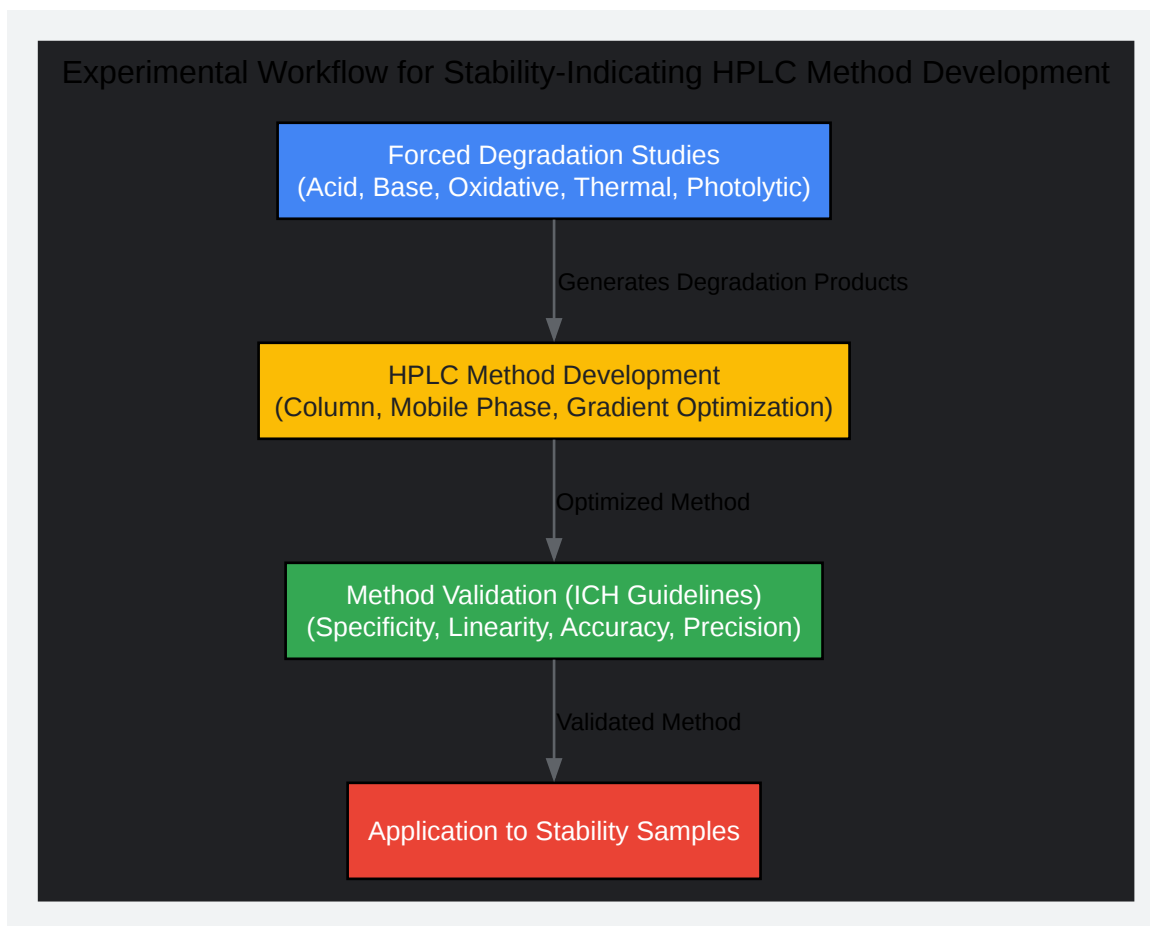 Experimental Workflow for Stability-Indicating HPLC Method Development
Forced Degradation Studies
(Acid, Base, Oxidative, Thermal, Photolytic)
Generates Degradation Products
HPLC Method Development
(Column, Mobile Phase, Gradient Optimization)
Optimized Method
Method Validation (ICH Guidelines)
(Specificity, Linearity, Accuracy, Precision)
Validated Method
Application to Stability Samples